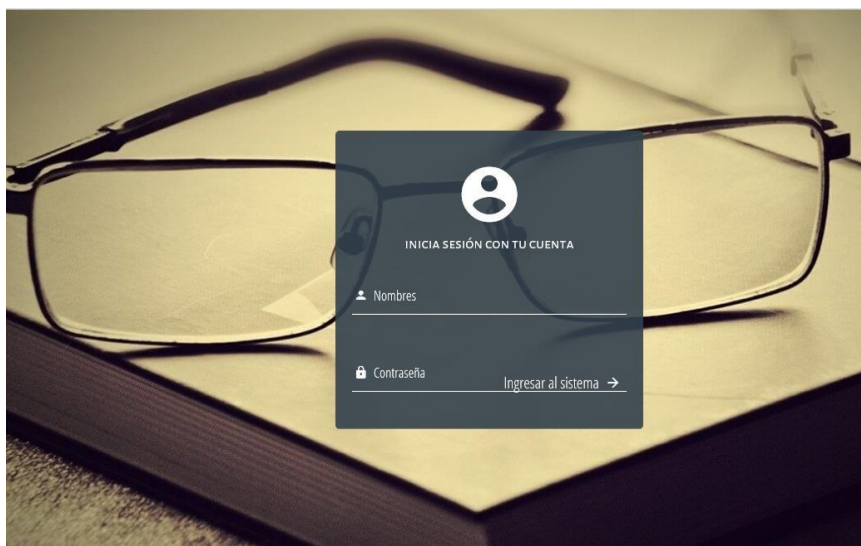 INICIA SESIÓN CON TU CUENTA
Nombres
Contraseña
Ingresar al sistema →